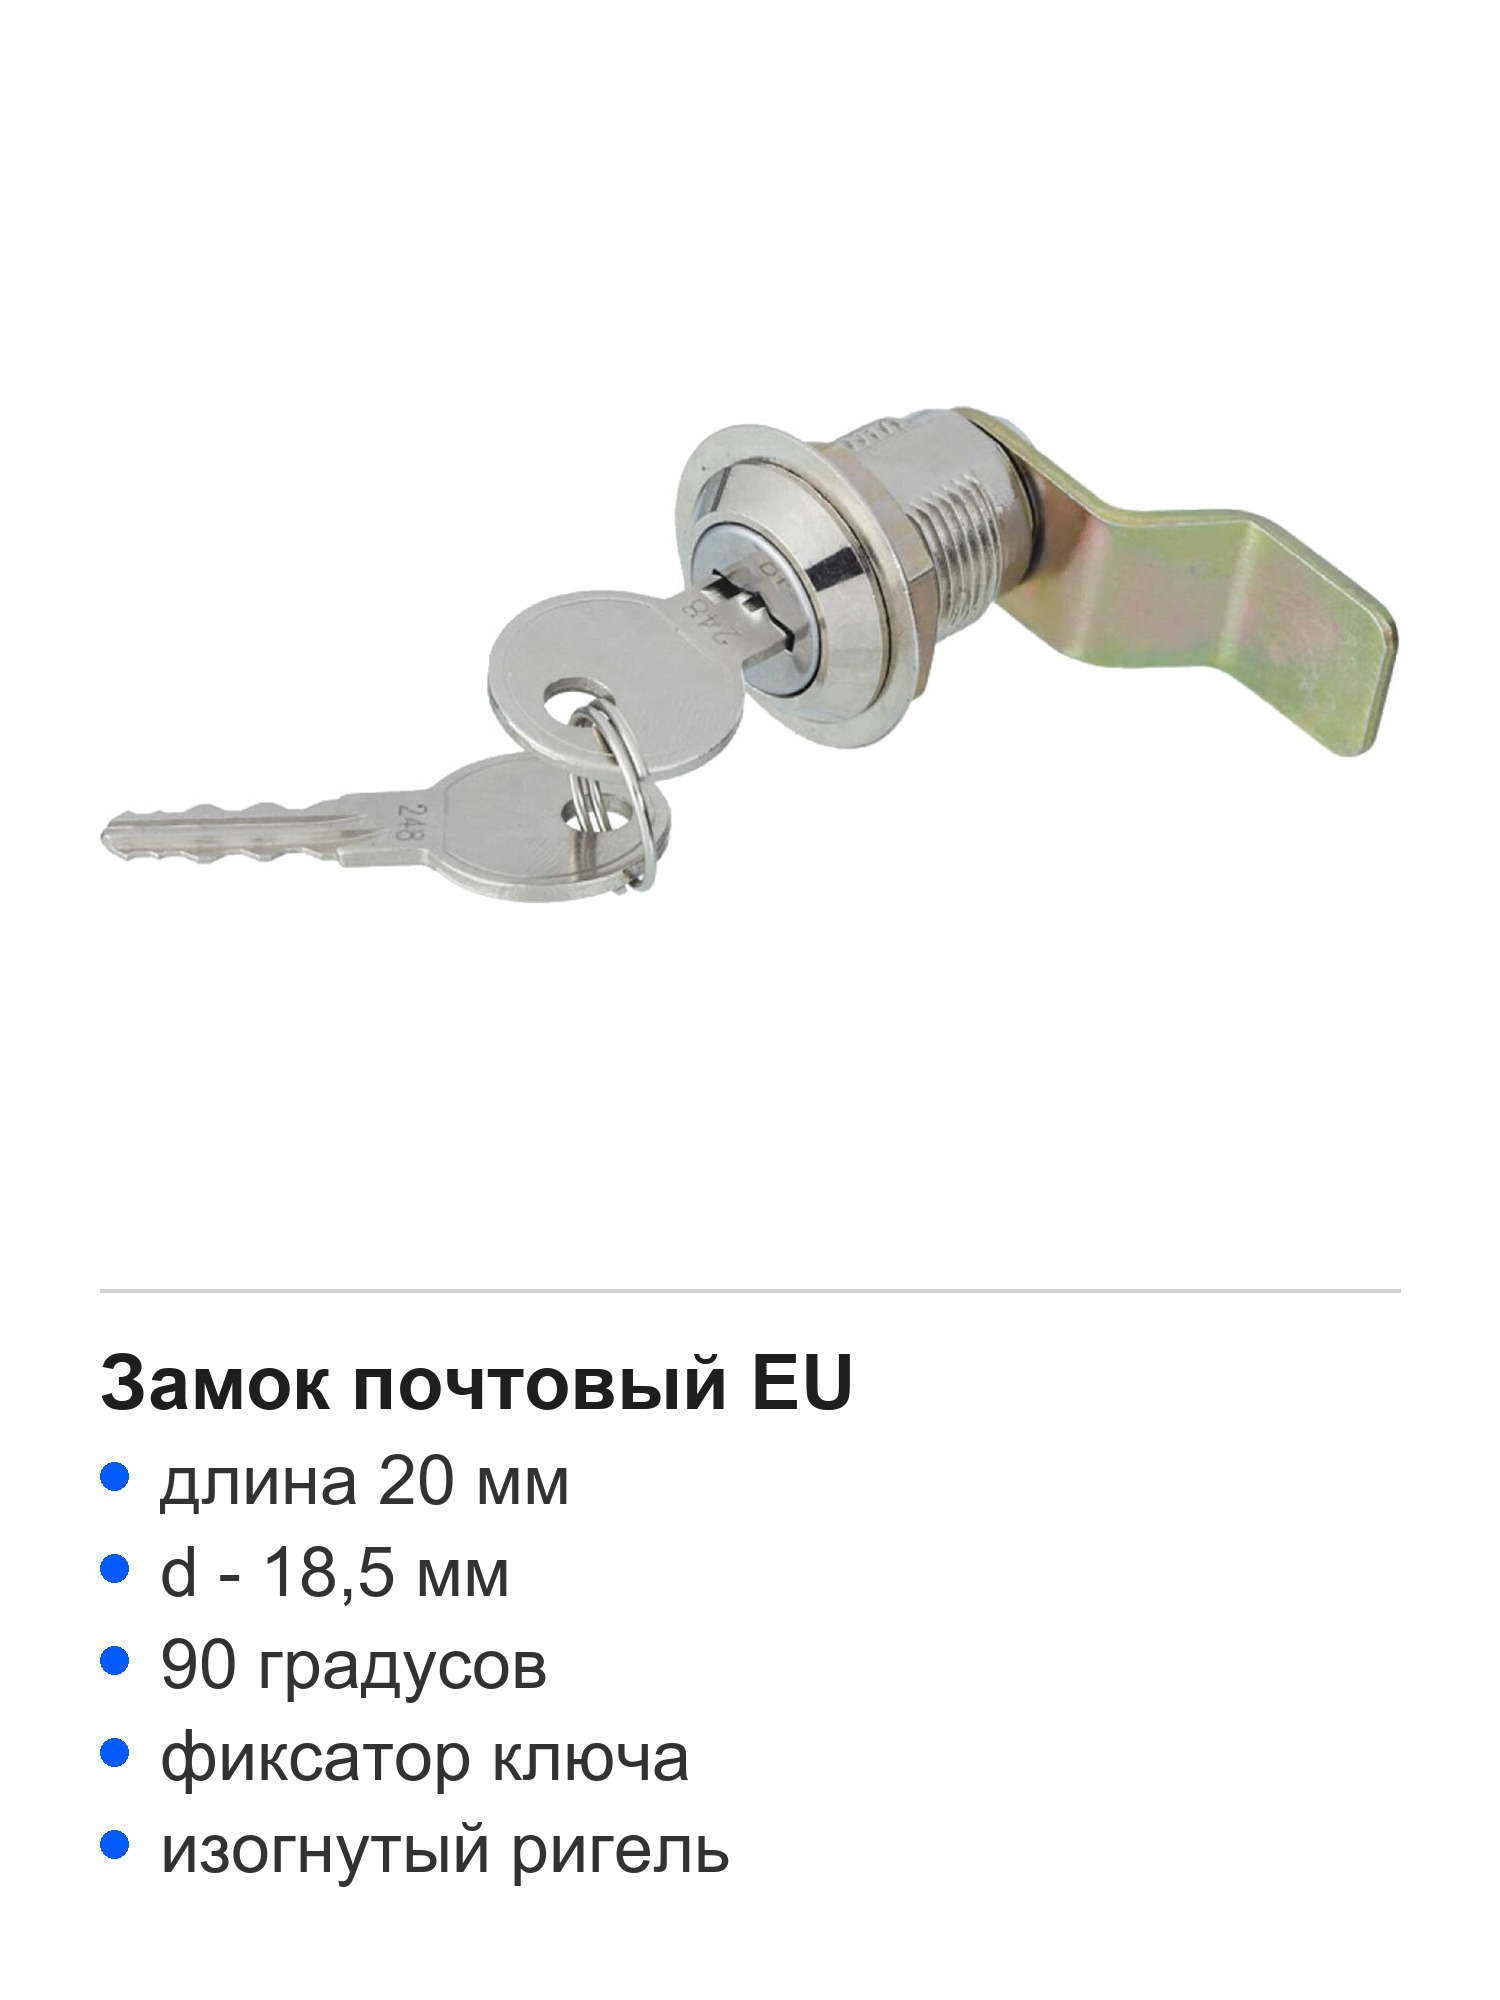 248
248
Замок почтовый EU
длина 20 мм
d - 18,5 мм
90 градусов
фиксатор ключа
изогнутый ригель